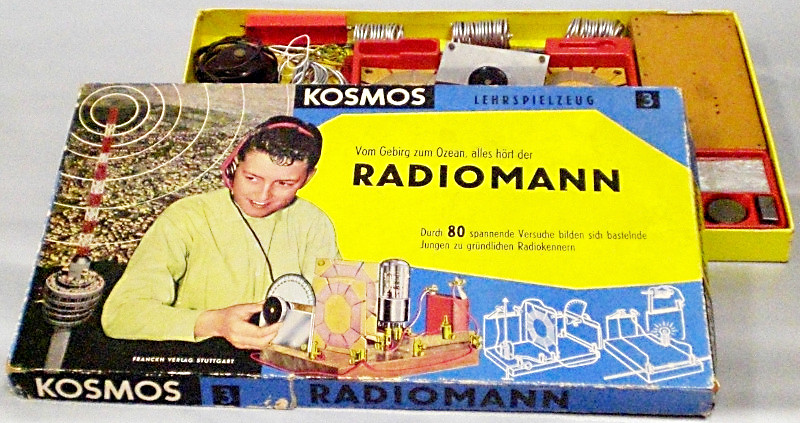 KOSMOS LEHRSPIELZEUG 3
Vom Gebirg zum Ozean, alles hört der
RADIOMANN
Durch 80 spannende Versuche bilden sich bastelnde
Jungen zu gründlichen Radiokennern
FRANCKH VERLAG STUTTGART
KOSMOS 3 RADIOMANN